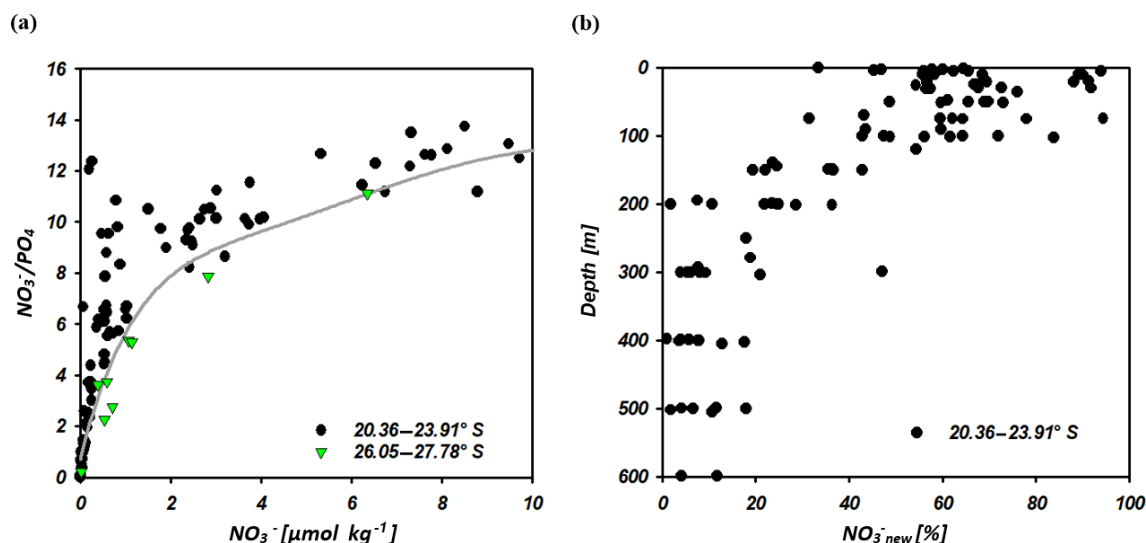 (a)
16
14
12
10
8
6
4
2
0
NO₃⁻/PO₄
20.36–23.91° S
26.05–27.78° S
0 2 4 6 8 10
NO₃⁻ [μmol kg⁻¹]
(b)
0
100
200
300
400
500
600
Depth [m]
20.36–23.91° S
0 20 40 60 80 100
NO₃⁻new [%]